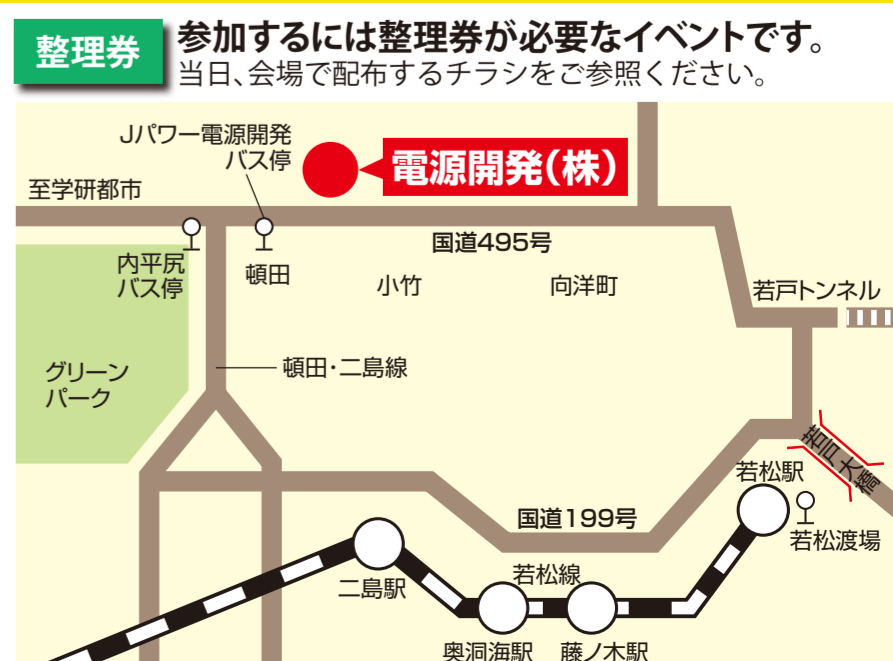 整理券
参加するには整理券が必要なイベントです。
当日、会場で配布するチラシをご参照ください。
Jパワー電源開発
バス停
電源開発(株)
至学研都市
国道495号
内平尻
バス停
頓田
小竹
向洋町
若戸トンネル
グリーン
パーク
頓田・二島線
若戸大橋
若松駅
国道199号
若松渡場
若松線
二島駅
奥洞海駅
藤ノ木駅